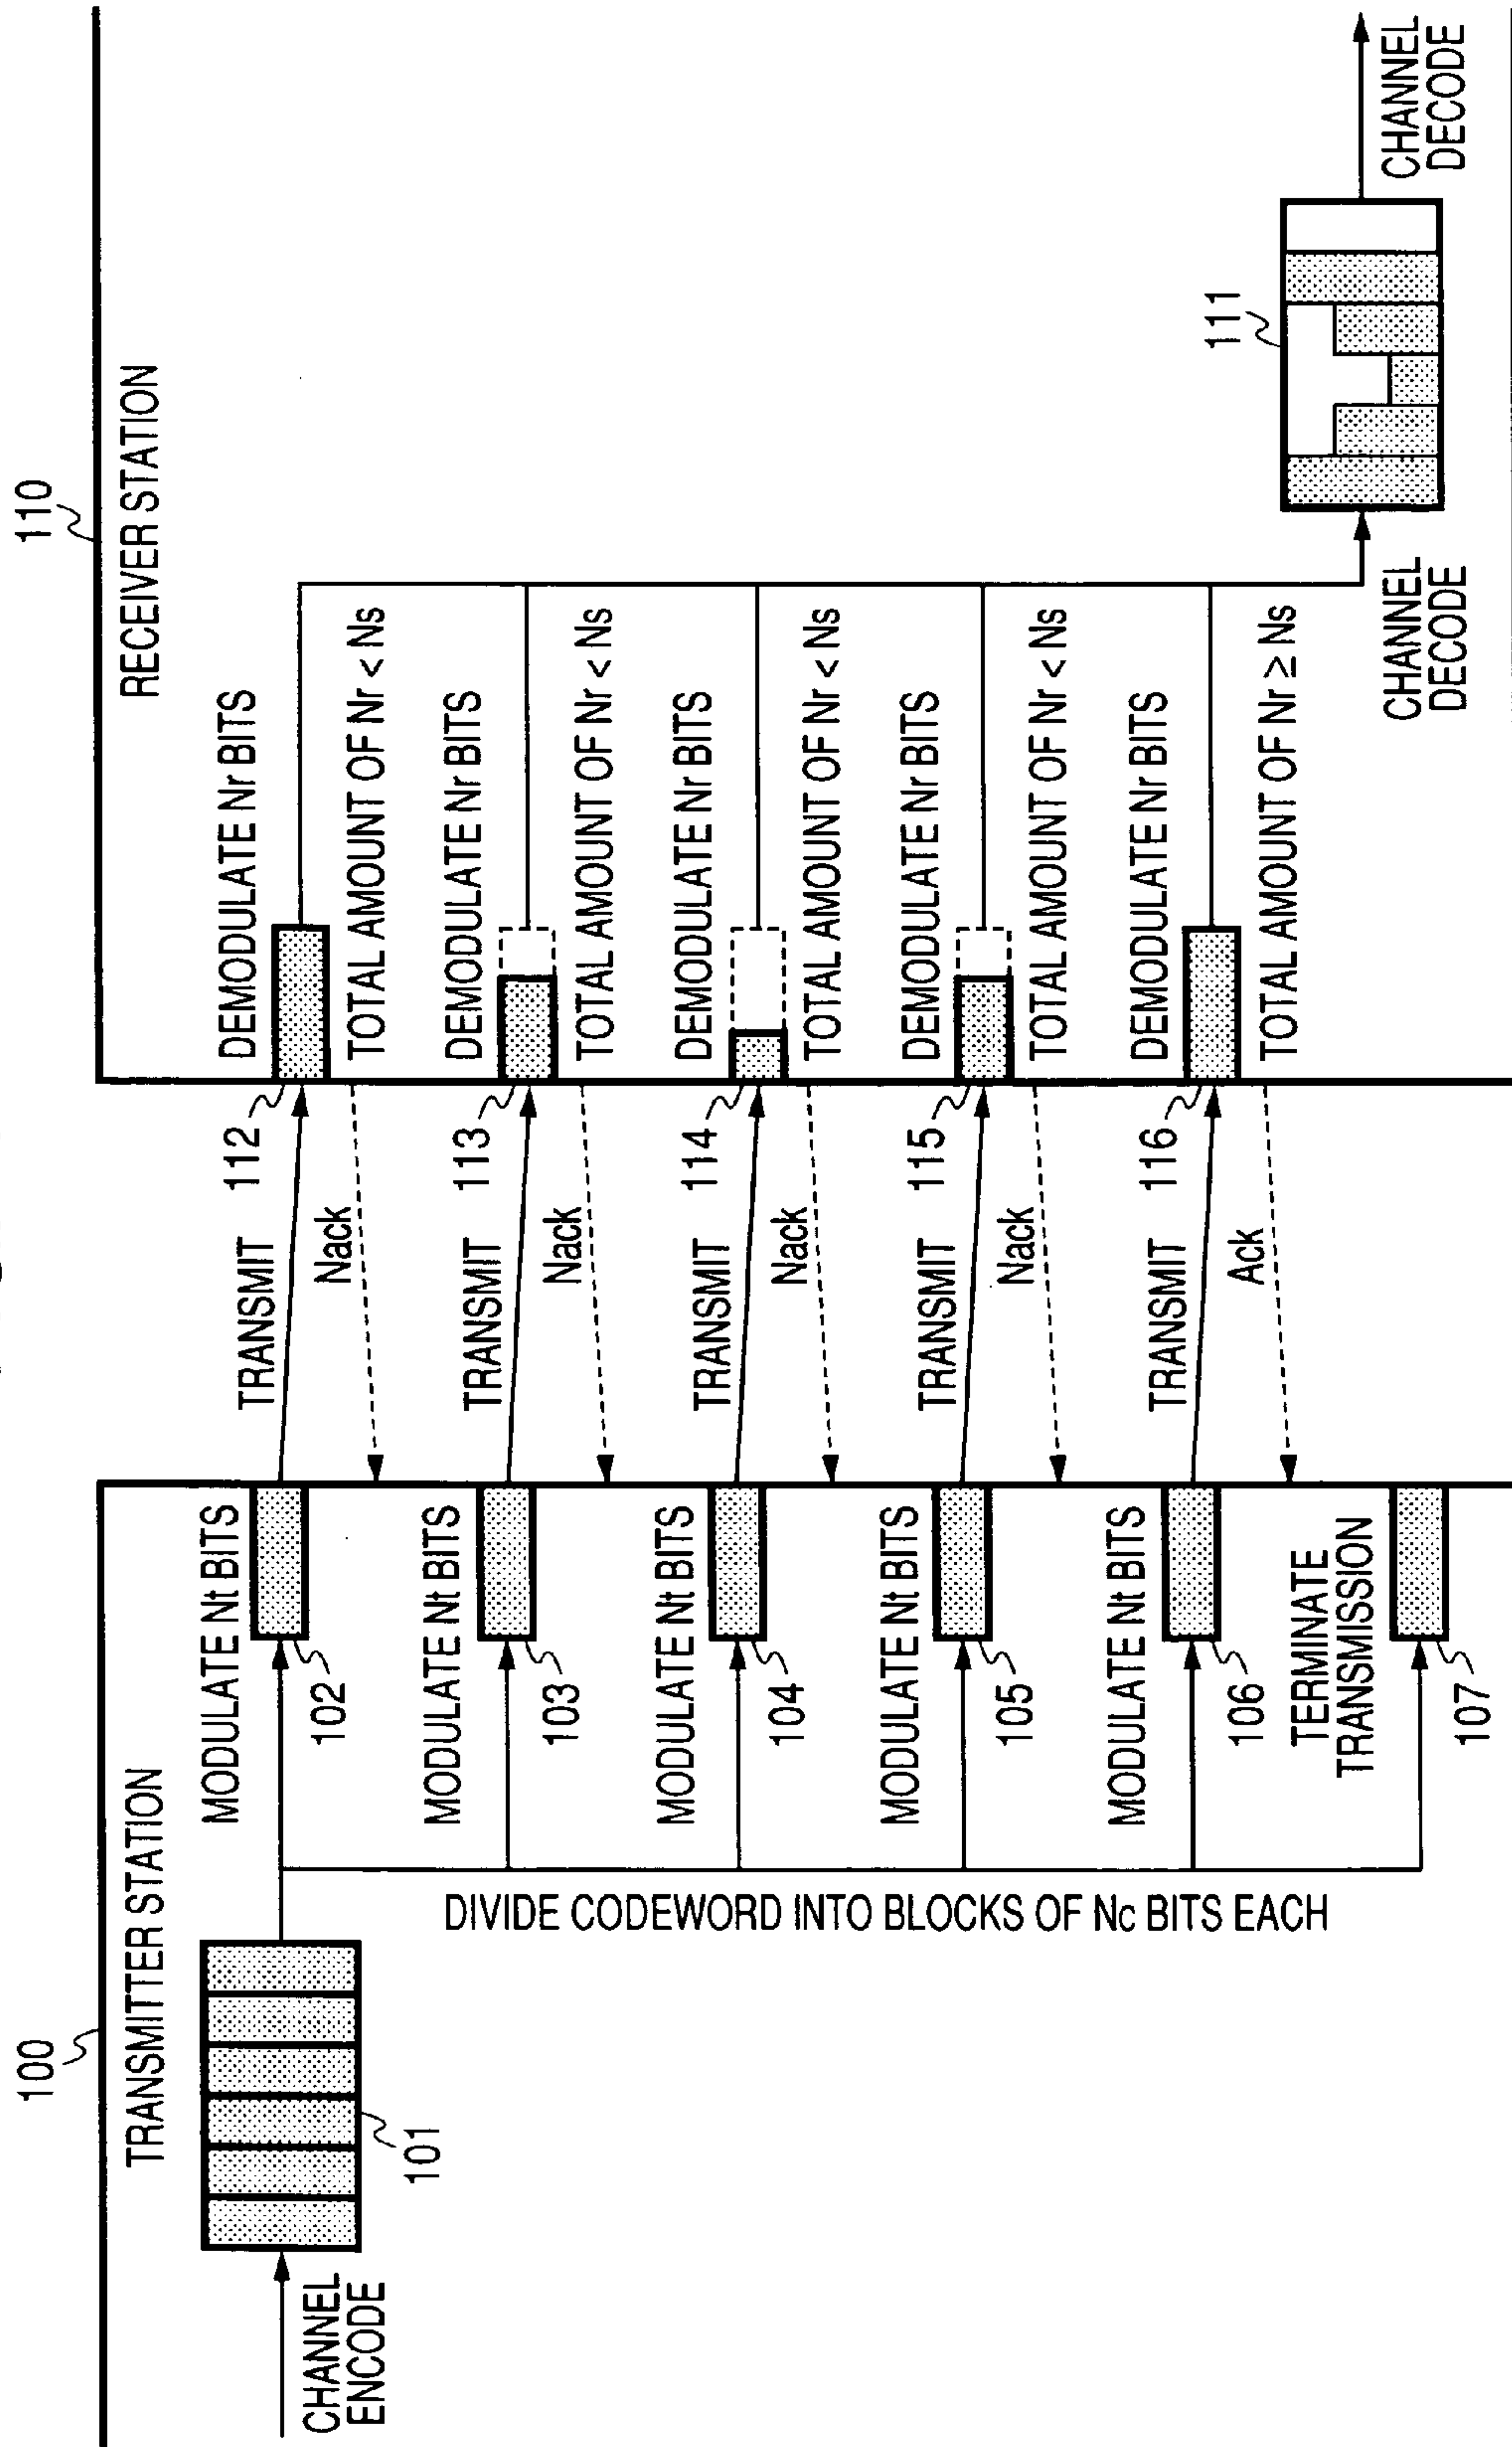 100
TRANSMITTER STATION
CHANNEL
ENCODE
101
DIVIDE CODEWORD INTO BLOCKS OF Nc BITS EACH
MODULATE Nt BITS
102
MODULATE Nt BITS
103
MODULATE Nt BITS
104
MODULATE Nt BITS
105
MODULATE Nt BITS
106
TERMINATE
TRANSMISSION
107
TRANSMIT
Nack
TRANSMIT
Nack
TRANSMIT
Nack
TRANSMIT
Nack
TRANSMIT
Ack
110
RECEIVER STATION
112
DEMODULATE Nr BITS
TOTAL AMOUNT OF Nr < Ns
113
DEMODULATE Nr BITS
TOTAL AMOUNT OF Nr < Ns
114
DEMODULATE Nr BITS
TOTAL AMOUNT OF Nr < Ns
115
DEMODULATE Nr BITS
TOTAL AMOUNT OF Nr < Ns
116
DEMODULATE Nr BITS
TOTAL AMOUNT OF Nr ≥ Ns
CHANNEL
DECODE
111
CHANNEL
DECODE